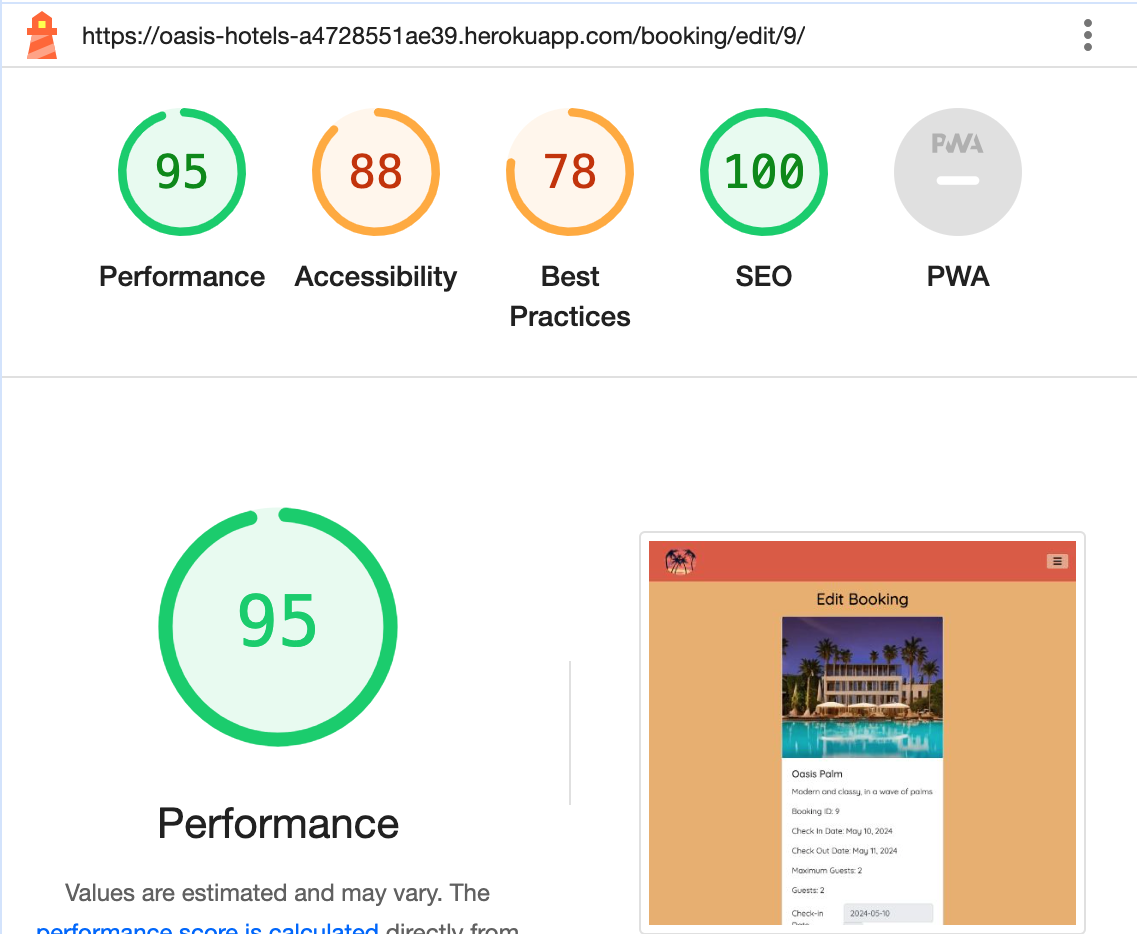 https://oasis-hotels-a4728551ae39.herokuapp.com/booking/edit/9/
95
88
78
100
PWA
Performance
Accessibility
Best
Practices
SEO
PWA
95
Performance
Values are estimated and may vary. The
performance score is calculated directly from
Edit Booking
Oasis Palm
Modern and classy, in a wave of palms
Booking ID: 9
Check In Date: May 10, 2024
Check Out Date: May 11, 2024
Maximum Guests: 2
Guests: 2
Check-in
Date
2024-05-10